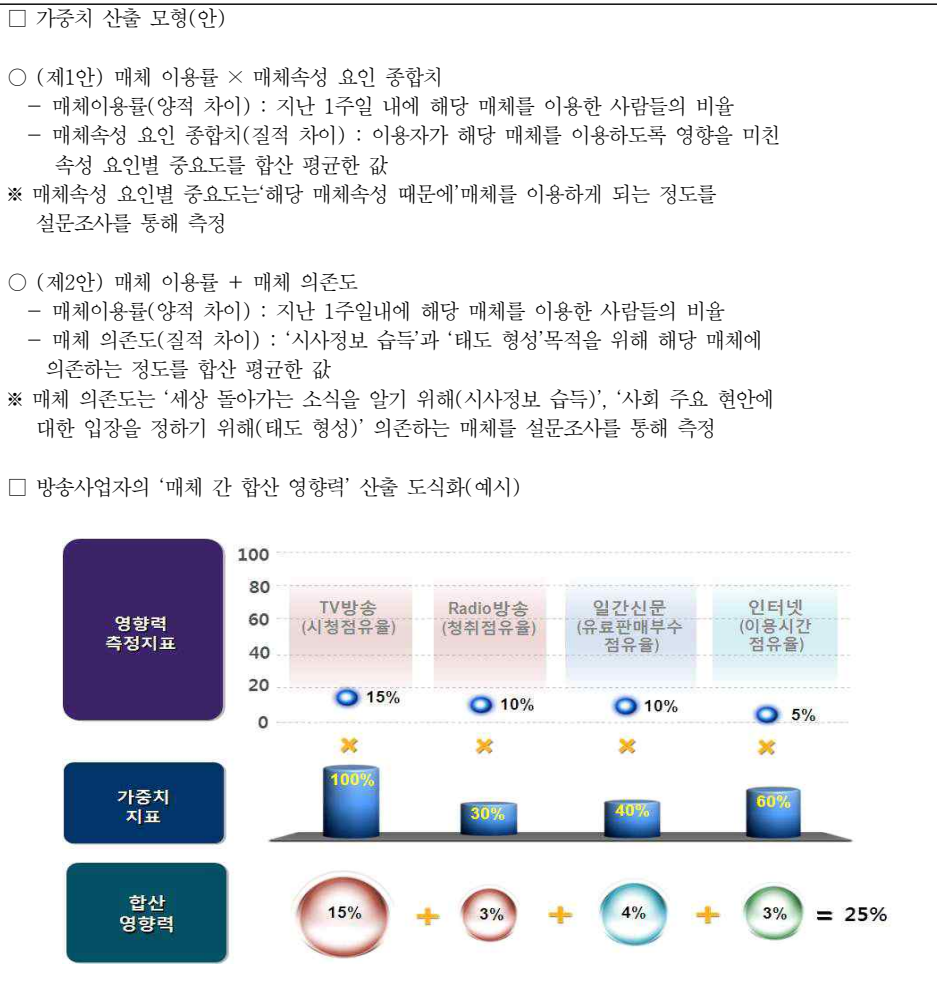 □ 가중치 산출 모형(안)
○ (제1안) 매체 이용률 × 매체속성 요인 종합치
－ 매체이용률(양적 차이) : 지난 1주일 내에 해당 매체를 이용한 사람들의 비율
－ 매체속성 요인 종합치(질적 차이) : 이용자가 해당 매체를 이용하도록 영향을 미친
속성 요인별 중요도를 합산 평균한 값
※ 매체속성 요인별 중요도는‘해당 매체속성 때문에’매체를 이용하게 되는 정도를
설문조사를 통해 측정
○ (제2안) 매체 이용률 + 매체 의존도
－ 매체이용률(양적 차이) : 지난 1주일내에 해당 매체를 이용한 사람들의 비율
－ 매체 의존도(질적 차이) : ‘시사정보 습득’과 ‘태도 형성’목적을 위해 해당 매체에
의존하는 정도를 합산 평균한 값
※ 매체 의존도는 ‘세상 돌아가는 소식을 알기 위해(시사정보 습득)’, ‘사회 주요 현안에
대한 입장을 정하기 위해(태도 형성)’ 의존하는 매체를 설문조사를 통해 측정
□ 방송사업자의 ‘매체 간 합산 영향력’ 산출 도식화(예시)
영향력
측정지표
100
80
60
40
20
0
TV방송
(시청점유율)
Radio방송
(청취점유율)
일간신문
(유료판매부수
점유율)
인터넷
(이용시간
점유율)
15%
10%
10%
5%
× × × ×
가중치
지표
100%
30%
40%
60%
합산
영향력
15% + 3% + 4% + 3% = 25%